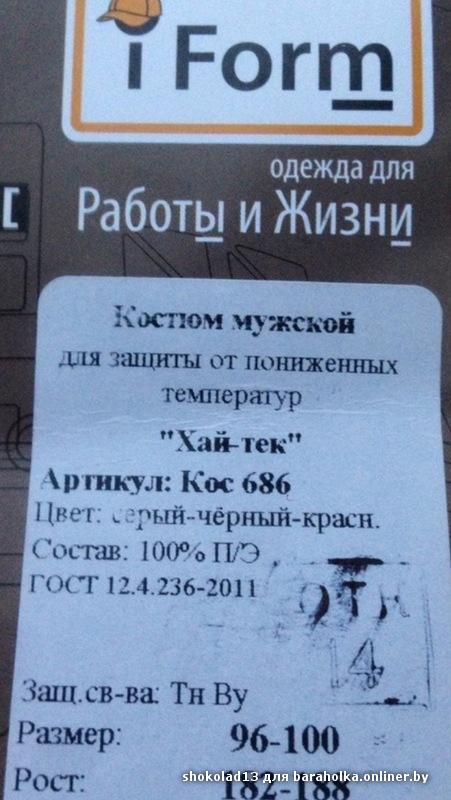 i Form
одежда для
Работы и Жизни
Костюм мужской
для защиты от пониженных
температур
"Хай-тек"
Артикул: Кос 686
Цвет: серый-чёрный-красн.
Состав: 100% П/Э
ГОСТ 12.4.236-2011
ОТК
14
Защ.св-ва: Тн Ву
Размер: 96-100
Рост: 182-188
shokolad13 для baraholka.onliner.by